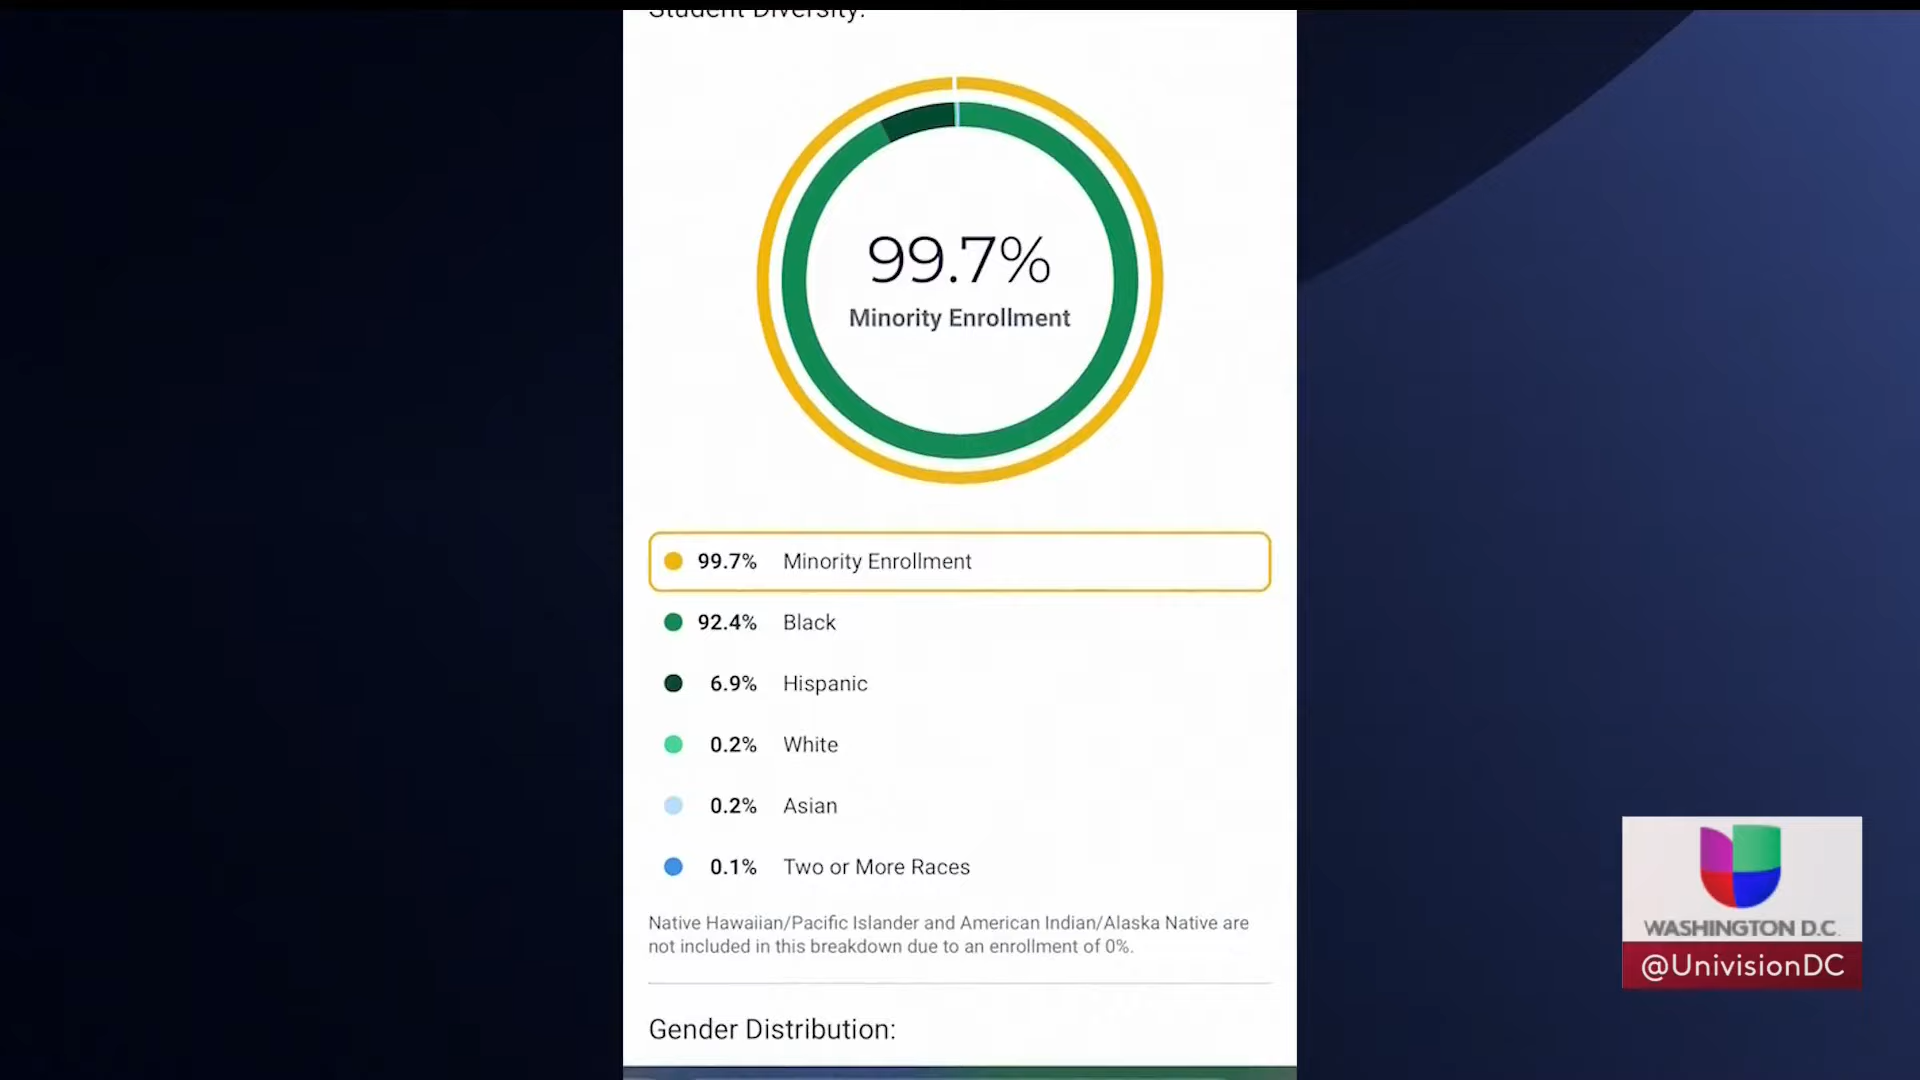 Student Diversity:
99.7%
Minority Enrollment
99.7% Minority Enrollment
92.4% Black
6.9% Hispanic
0.2% White
0.2% Asian
0.1% Two or More Races
Native Hawaiian/Pacific Islander and American Indian/Alaska Native are
not included in this breakdown due to an enrollment of 0%.
Gender Distribution:
WASHINGTON D.C.
@UnivisionDC